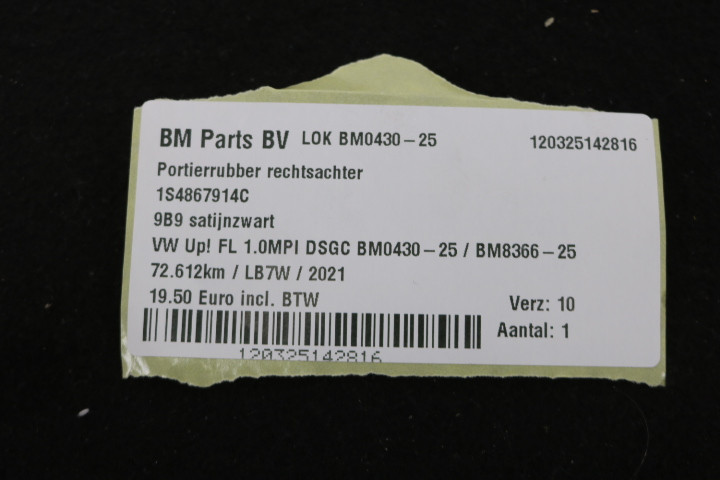 BM Parts BV LOK BM0430-25 120325142816
Portierrubber rechtsachter
1S4867914C
9B9 satijnzwart
VW Up! FL 1.0MPI DSGC BM0430-25 / BM8366-25
72.612km / LB7W / 2021
19.50 Euro incl. BTW Verz: 10
Aantal: 1
120325142816